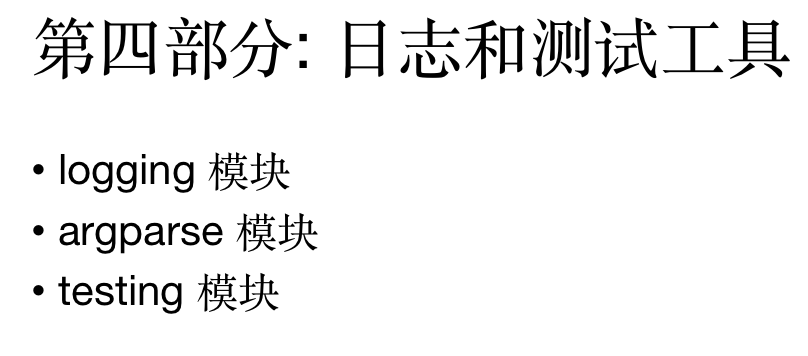 第四部分: 日志和测试工具
• logging 模块
• argparse 模块
• testing 模块